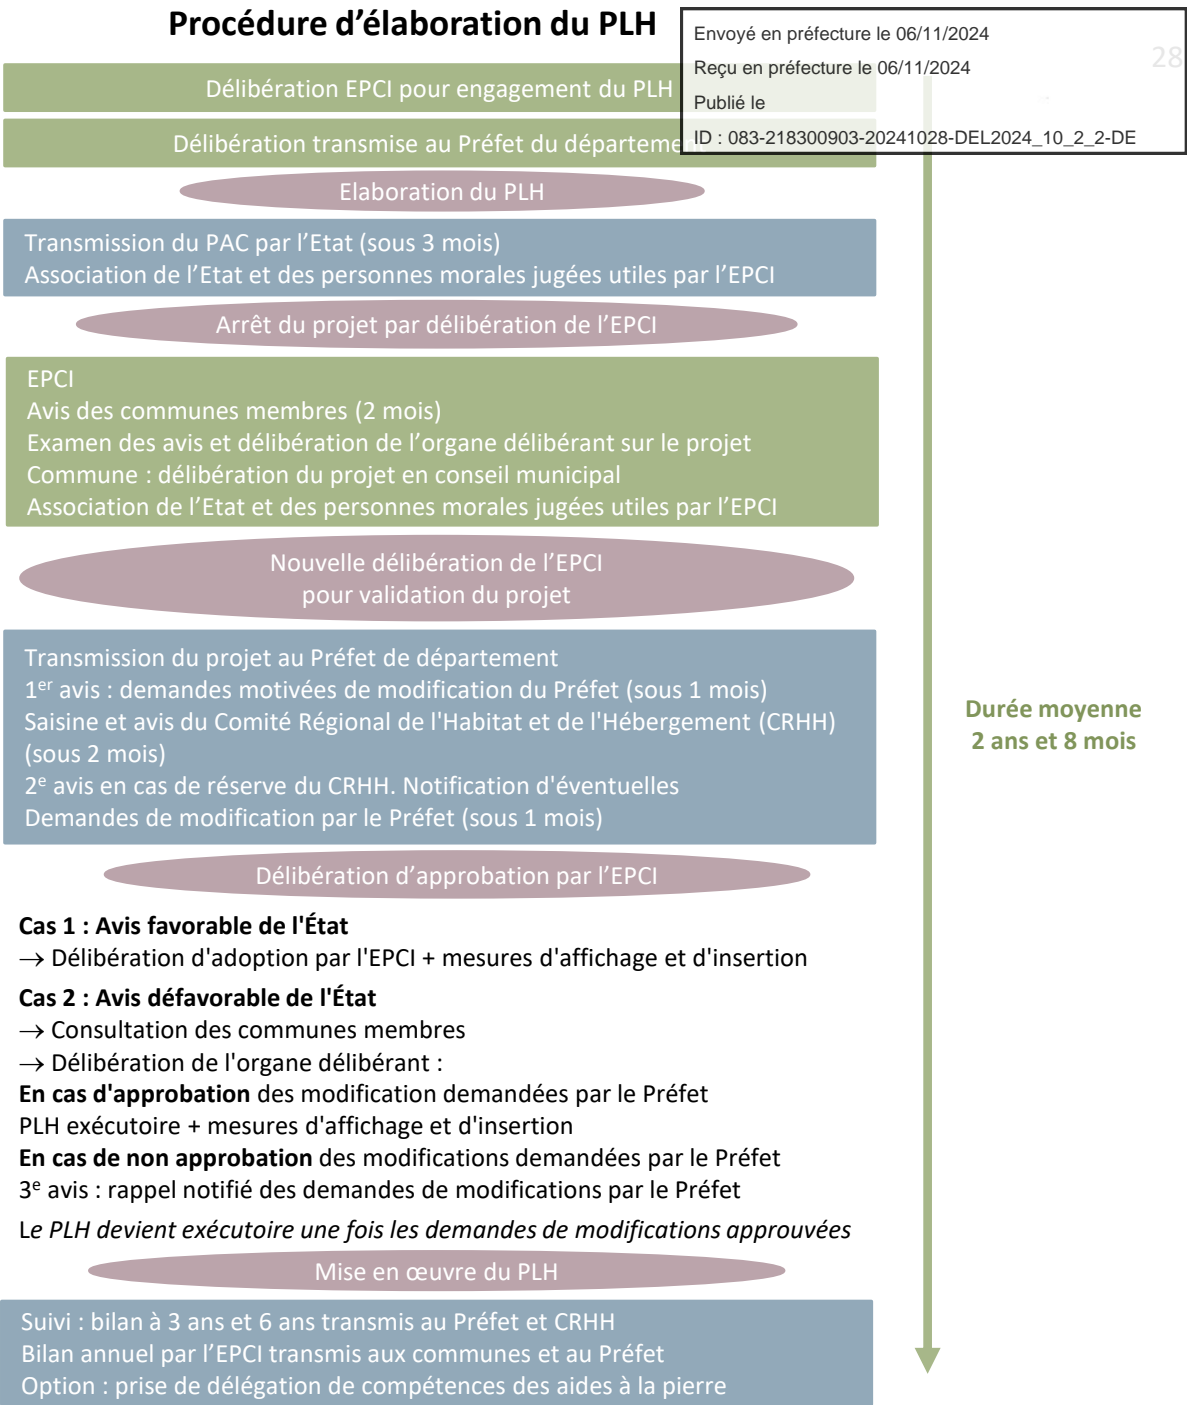 Procédure d’élaboration du PLH
Envoyé en préfecture le 06/11/2024
Reçu en préfecture le 06/11/2024
Publié le
ID : 083-218300903-20241028-DEL2024_10_2_2-DE
28
Délibération EPCI pour engagement du PLH
Délibération transmise au Préfet du département
Elaboration du PLH
Transmission du PAC par l’Etat (sous 3 mois)
Association de l’Etat et des personnes morales jugées utiles par l’EPCI
Arrêt du projet par délibération de l’EPCI
EPCI
Avis des communes membres (2 mois)
Examen des avis et délibération de l’organe délibérant sur le projet
Commune : délibération du projet en conseil municipal
Association de l’Etat et des personnes morales jugées utiles par l’EPCI
Nouvelle délibération de l’EPCI
pour validation du projet
Transmission du projet au Préfet de département
1er avis : demandes motivées de modification du Préfet (sous 1 mois)
Saisine et avis du Comité Régional de l'Habitat et de l'Hébergement (CRHH)
(sous 2 mois)
2e avis en cas de réserve du CRHH. Notification d'éventuelles
Demandes de modification par le Préfet (sous 1 mois)
Durée moyenne
2 ans et 8 mois
Délibération d’approbation par l’EPCI
Cas 1 : Avis favorable de l'État
→ Délibération d'adoption par l'EPCI + mesures d'affichage et d'insertion
Cas 2 : Avis défavorable de l'État
→ Consultation des communes membres
→ Délibération de l'organe délibérant :
En cas d'approbation des modification demandées par le Préfet
PLH exécutoire + mesures d'affichage et d'insertion
En cas de non approbation des modifications demandées par le Préfet
3e avis : rappel notifié des demandes de modifications par le Préfet
Le PLH devient exécutoire une fois les demandes de modifications approuvées
Mise en œuvre du PLH
Suivi : bilan à 3 ans et 6 ans transmis au Préfet et CRHH
Bilan annuel par l’EPCI transmis aux communes et au Préfet
Option : prise de délégation de compétences des aides à la pierre